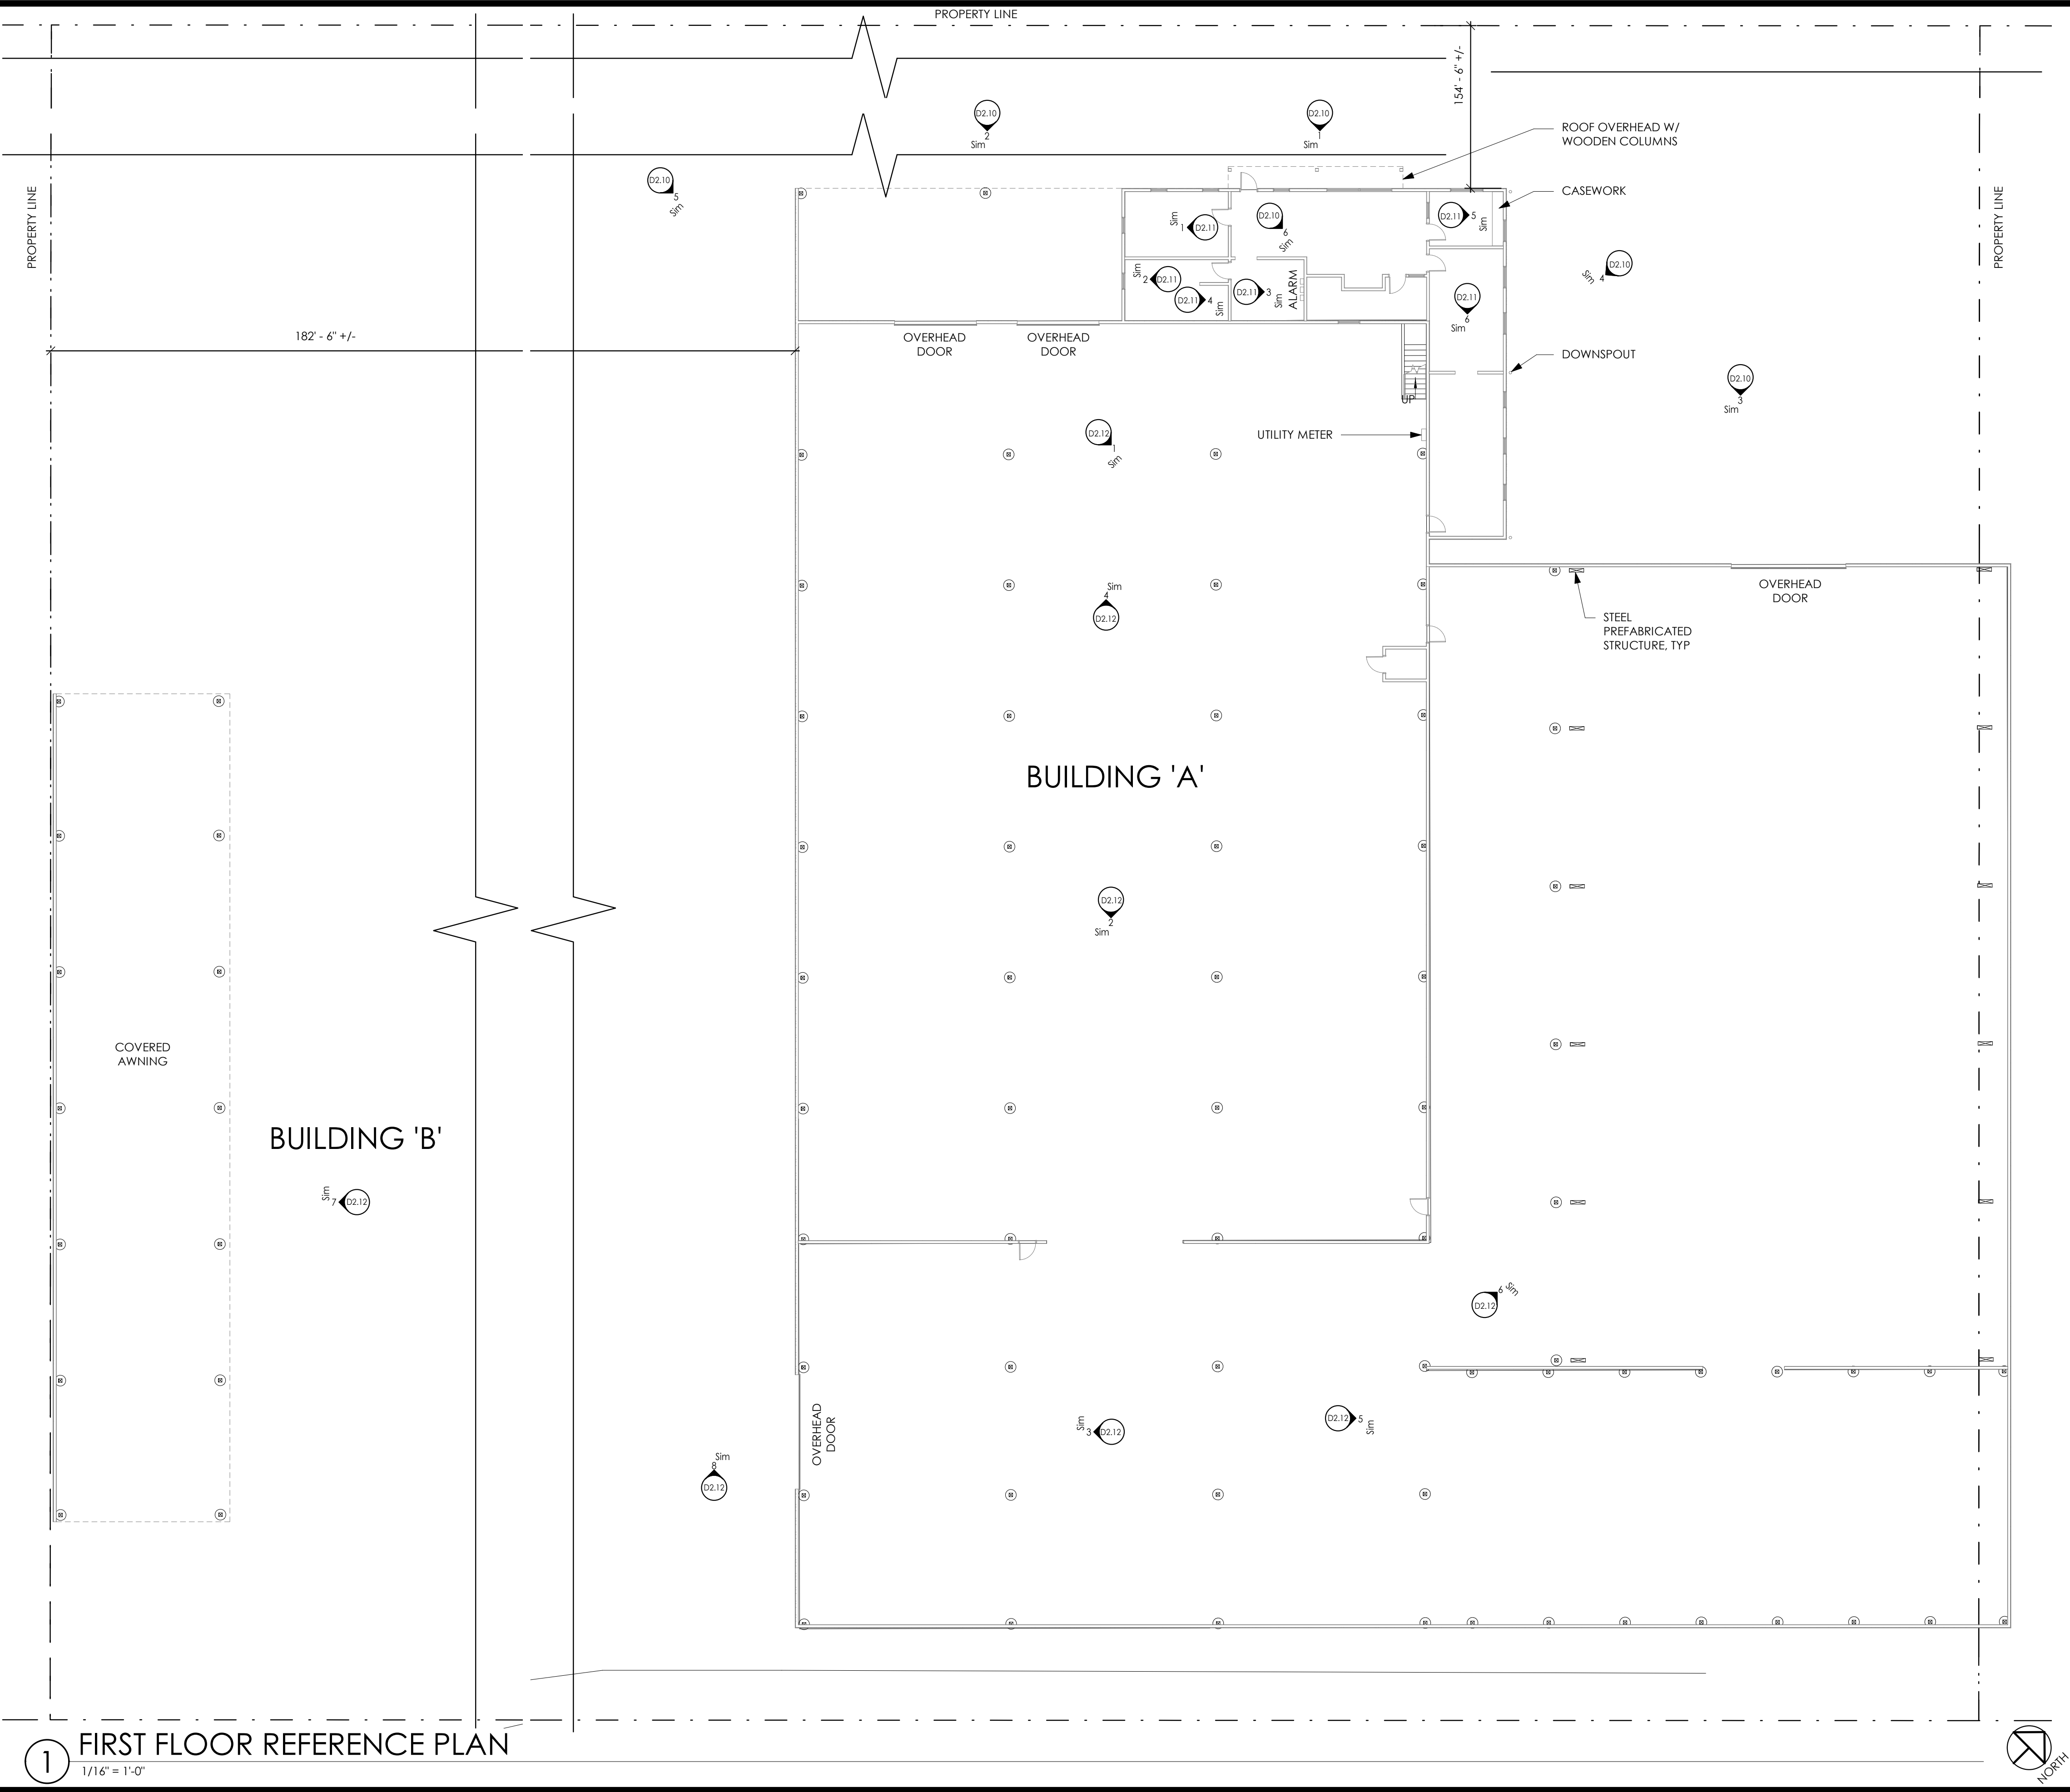 PROPERTY LINE
154' - 6" +/-
D2.10
2
Sim
D2.10
1
Sim
ROOF OVERHEAD W/
WOODEN COLUMNS
D2.10
5
Sim
CASEWORK
PROPERTY LINE
PROPERTY LINE
Sim
1
D2.11
D2.10
6
Sim
D2.11
5
Sim
Sim
2
D2.11
D2.11
4
Sim
D2.11
3
Sim
ALARM
D2.11
6
Sim
D2.10
4
Sim
182' - 6" +/-
OVERHEAD
DOOR
OVERHEAD
DOOR
DOWNSPOUT
UP
D2.10
3
Sim
D2.12
1
Sim
UTILITY METER
Sim
4
D2.12
OVERHEAD
DOOR
STEEL
PREFABRICATED
STRUCTURE, TYP
BUILDING 'A'
D2.12
2
Sim
COVERED
AWNING
BUILDING 'B'
Sim
7
D2.12
6
Sim
D2.12
OVERHEAD
DOOR
Sim
3
D2.12
D2.12
5
Sim
Sim
8
D2.12
1
FIRST FLOOR REFERENCE PLAN
1/16" = 1'-0"
NORTH